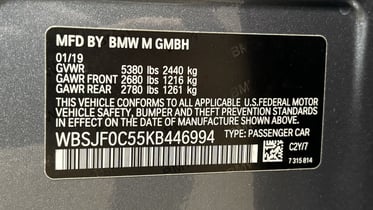 MFD BY BMW M GMBH
01/19
GVWR 5380 lbs 2440 kg
GAWR FRONT 2680 lbs 1216 kg
GAWR REAR 2780 lbs 1261 kg
THIS VEHICLE CONFORMS TO ALL APPLICABLE U.S. FEDERAL MOTOR
VEHICLE SAFETY, BUMPER, AND THEFT PREVENTION STANDARDS IN
EFFECT ON THE DATE OF MANUFACTURE SHOWN ABOVE.
WBSJF0C55KB446994 TYPE: PASSENGER CAR
C2Y/7
7 315 814